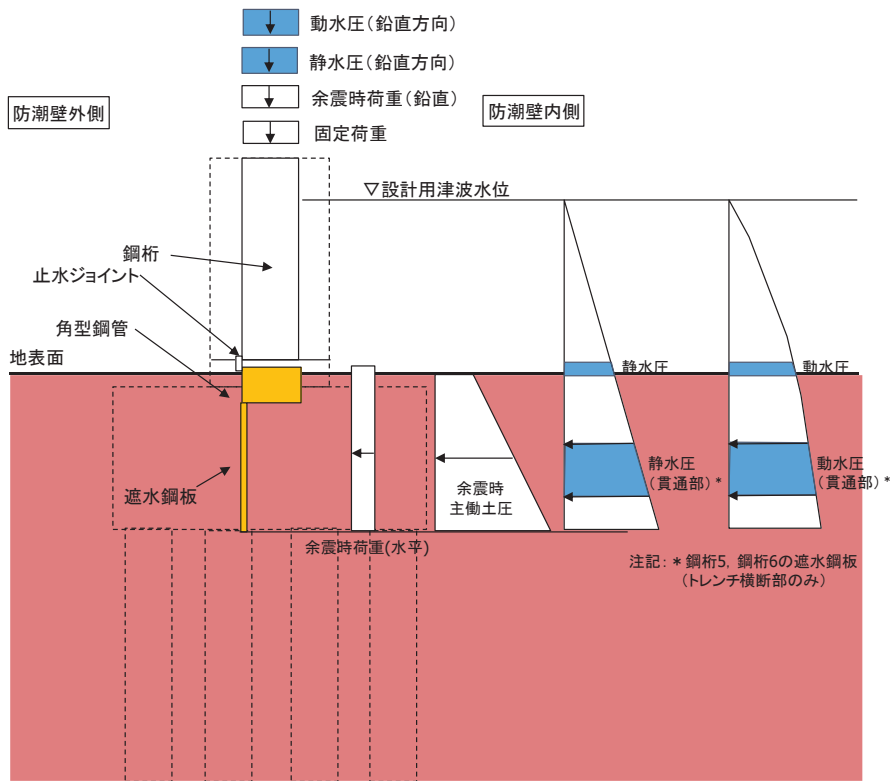 動水圧(鉛直方向)
静水圧(鉛直方向)
余震時荷重(鉛直)
固定荷重
防潮壁外側
防潮壁内側
▽設計用津波水位
鋼桁
止水ジョイント
角型鋼管
地表面
静水圧
動水圧
遮水鋼板
余震時
主働土圧
静水圧
(貫通部)*
動水圧
(貫通部)*
余震時荷重(水平)
注記:*鋼桁5,鋼桁6の遮水鋼板
(トレンチ横断部のみ)